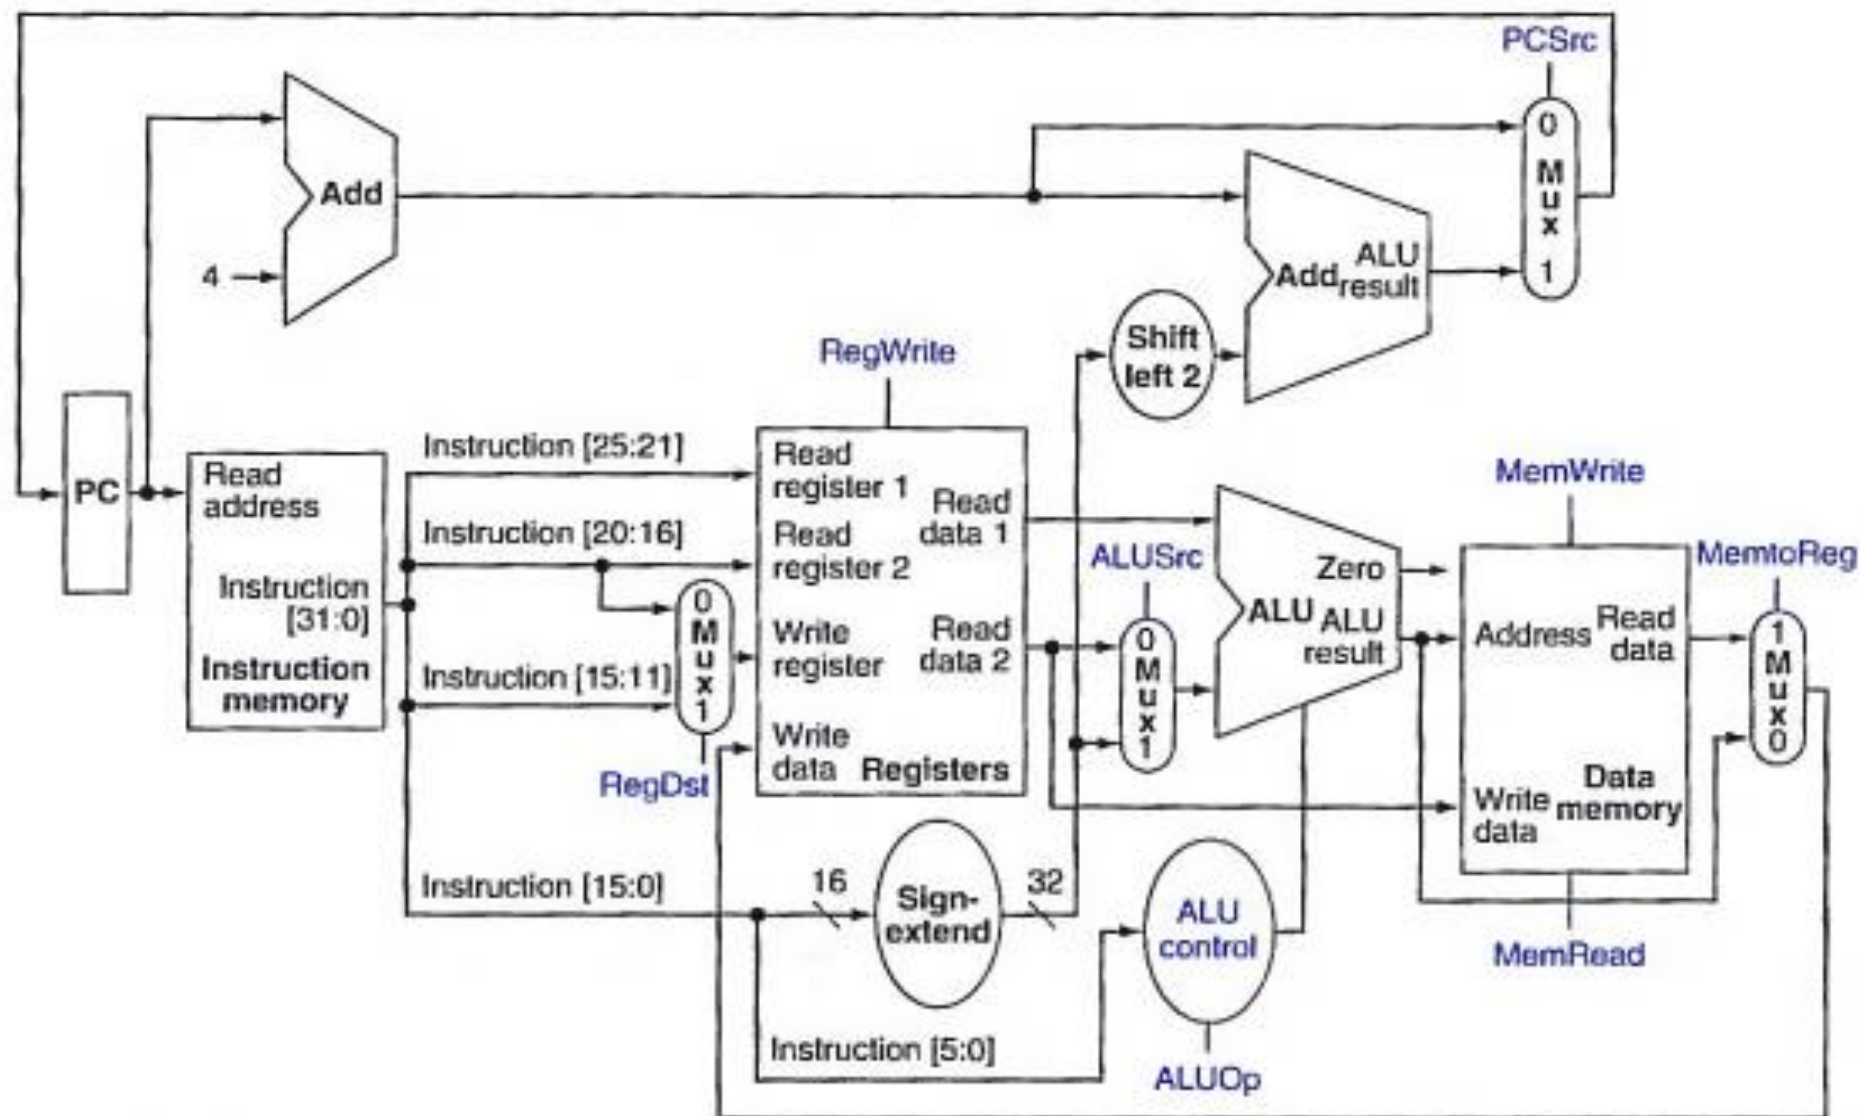 PCSrc
0
M
u
x
1
Add
4
Add
ALU
result
Shift
left 2
RegWrite
PC
Read
address
Instruction
[31:0]
Instruction
memory
Instruction [25:21]
Instruction [20:16]
Instruction [15:11]
0
M
u
x
1
RegDst
Read
register 1
Read
register 2
Write
register
Write
data
Read
data 1
Read
data 2
Registers
ALUSrc
0
M
u
x
1
Zero
ALU
ALU
result
MemWrite
Address
Read
data
Write
data
Data
memory
MemRead
MemtoReg
1
M
u
x
0
Instruction [15:0]
16
Sign-
extend
32
ALU
control
Instruction [5:0]
ALUOp